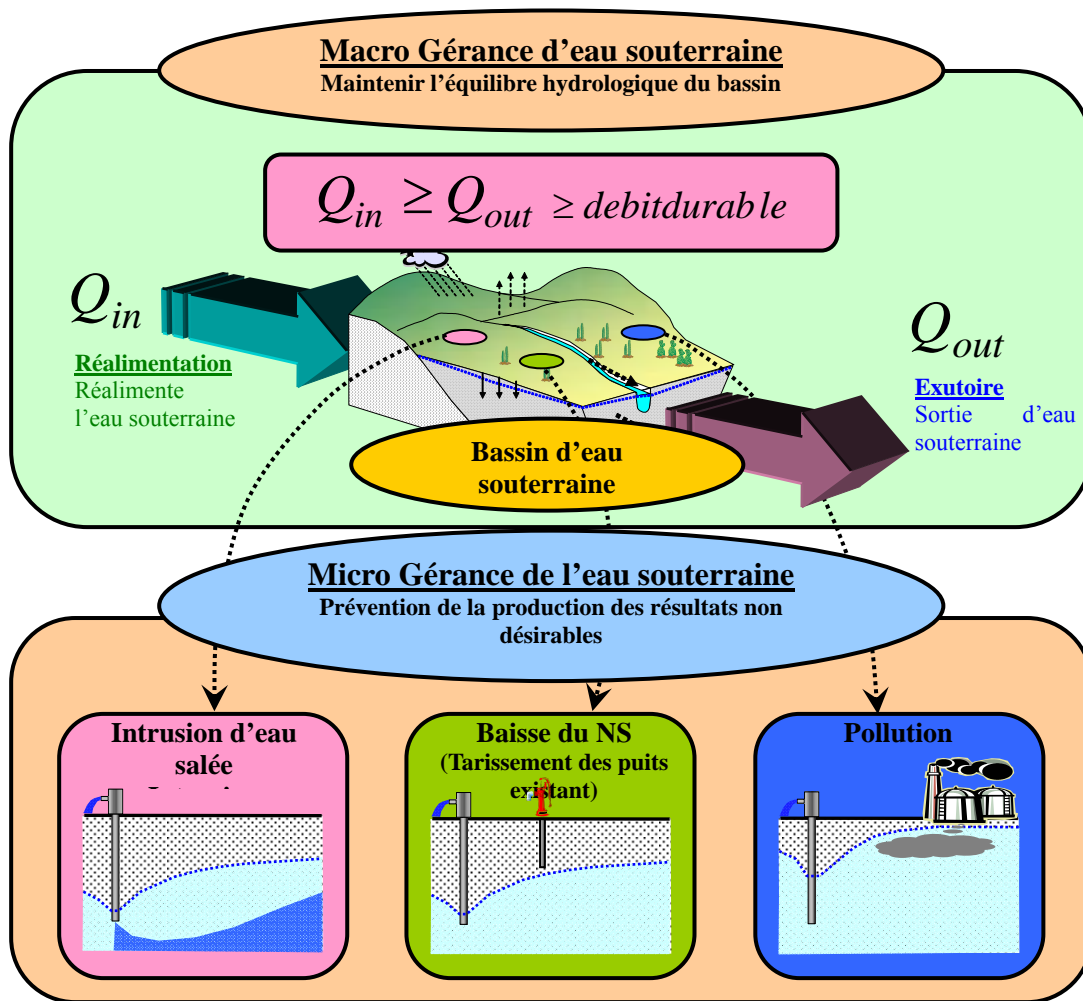 Macro Gérance d’eau souterraine
Maintenir l’équilibre hydrologique du bassin
Q_in ≥ Q_out ≥ debitdurable
Q_in
Réalimentation
Réalimente
l’eau souterraine
Q_out
Exutoire
Sortie d’eau
souterraine
Bassin d’eau
souterraine
Micro Gérance de l’eau souterraine
Prévention de la production des résultats non
désirables
Intrusion d’eau
salée
Baisse du NS
(Tarissement des puits
existant)
Pollution